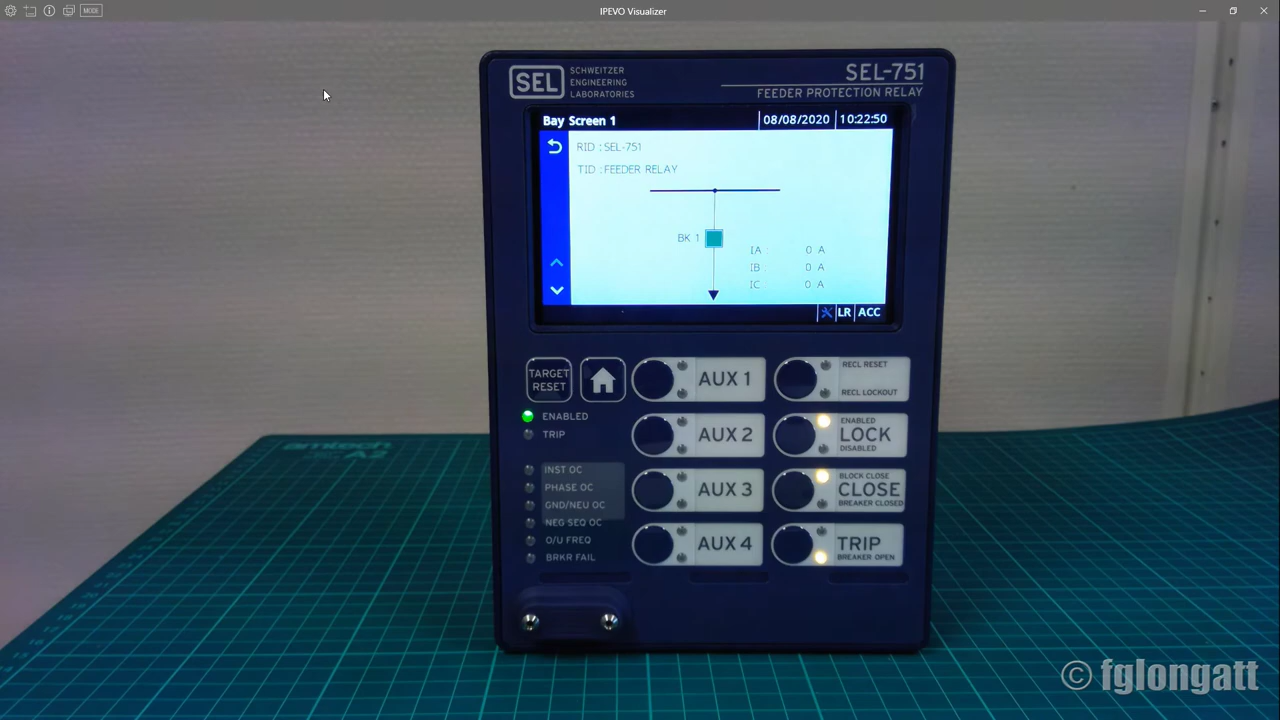 MODE
IPEVO Visualizer
SEL
SCHWEITZER
ENGINEERING
LABORATORIES
SEL-751
FEEDER PROTECTION RELAY
Bay Screen 1
08/08/2020
10:22:50
RID : SEL-751
TID : FEEDER RELAY
BK 1
IA : 0 A
IB 0 A
IC : 0 A
LR
ACC
TARGET
RESET
AUX 1
RECL RESET
RECL LOCKOUT
ENABLED
TRIP
AUX 2
ENABLED
LOCK
DISABLED
INST OC
PHASE OC
GND/NEU OC
NEG SEQ OC
O/U FREQ
BRKR FAIL
AUX 3
BLOCK CLOSE
CLOSE
BREAKER CLOSED
AUX 4
TRIP
BREAKER OPEN
amtech
A2
© fglongatt